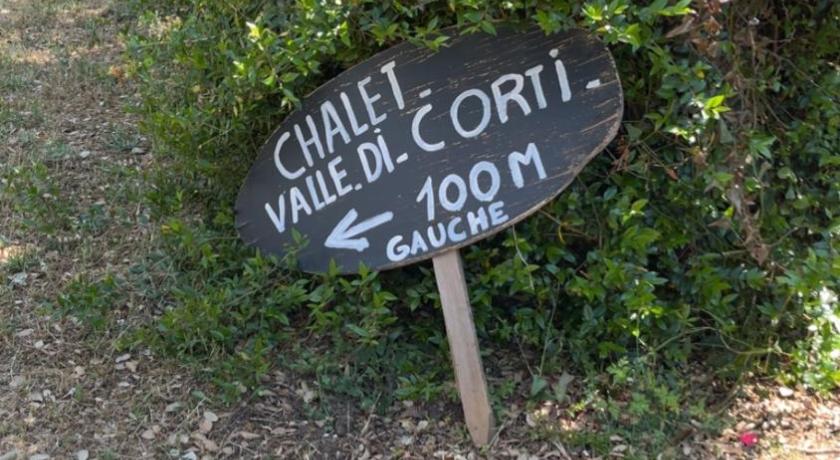 CHALET-
VALLE.DI-CORTI-
← 100 M
GAUCHE